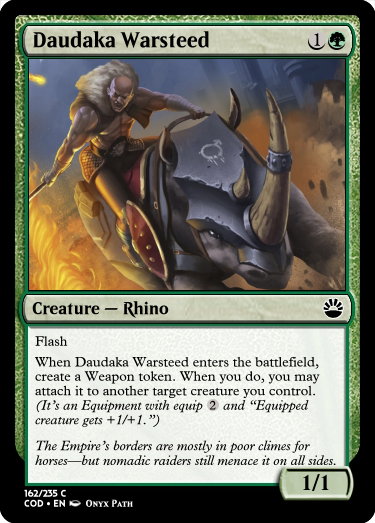 Daudaka Warsteed 1
Creature — Rhino
Flash
When Daudaka Warsteed enters the battlefield,
create a Weapon token. When you do, you may
attach it to another target creature you control.
(It's an Equipment with equip 2 and “Equipped
creature gets +1/+1.”)
The Empire's borders are mostly in poor climes for
horses—but nomadic raiders still menace it on all sides.
1/1
162/235 C
COD • EN Onyx Path